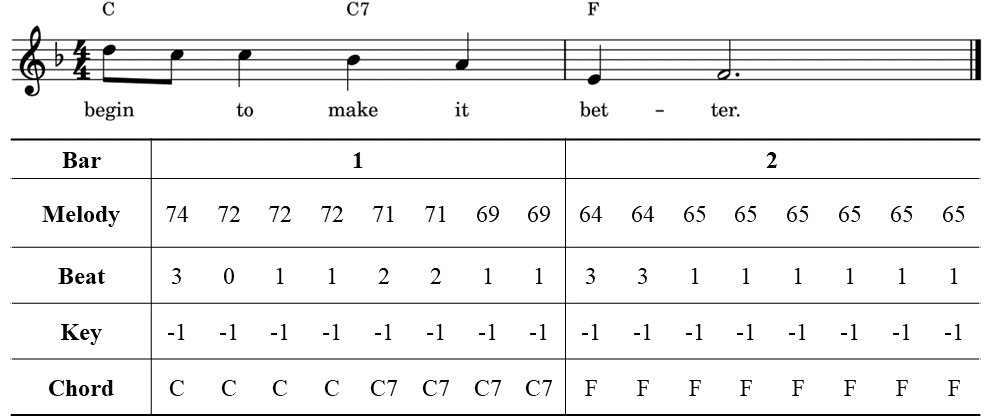 C C7 F
4
4
begin to make it bet - ter.
Bar 1 2
Melody 74 72 72 72 71 71 69 69 64 64 65 65 65 65 65 65
Beat 3 0 1 1 2 2 1 1 3 3 1 1 1 1 1 1
Key -1 -1 -1 -1 -1 -1 -1 -1 -1 -1 -1 -1 -1 -1 -1 -1
Chord C C C C C7 C7 C7 C7 F F F F F F F F